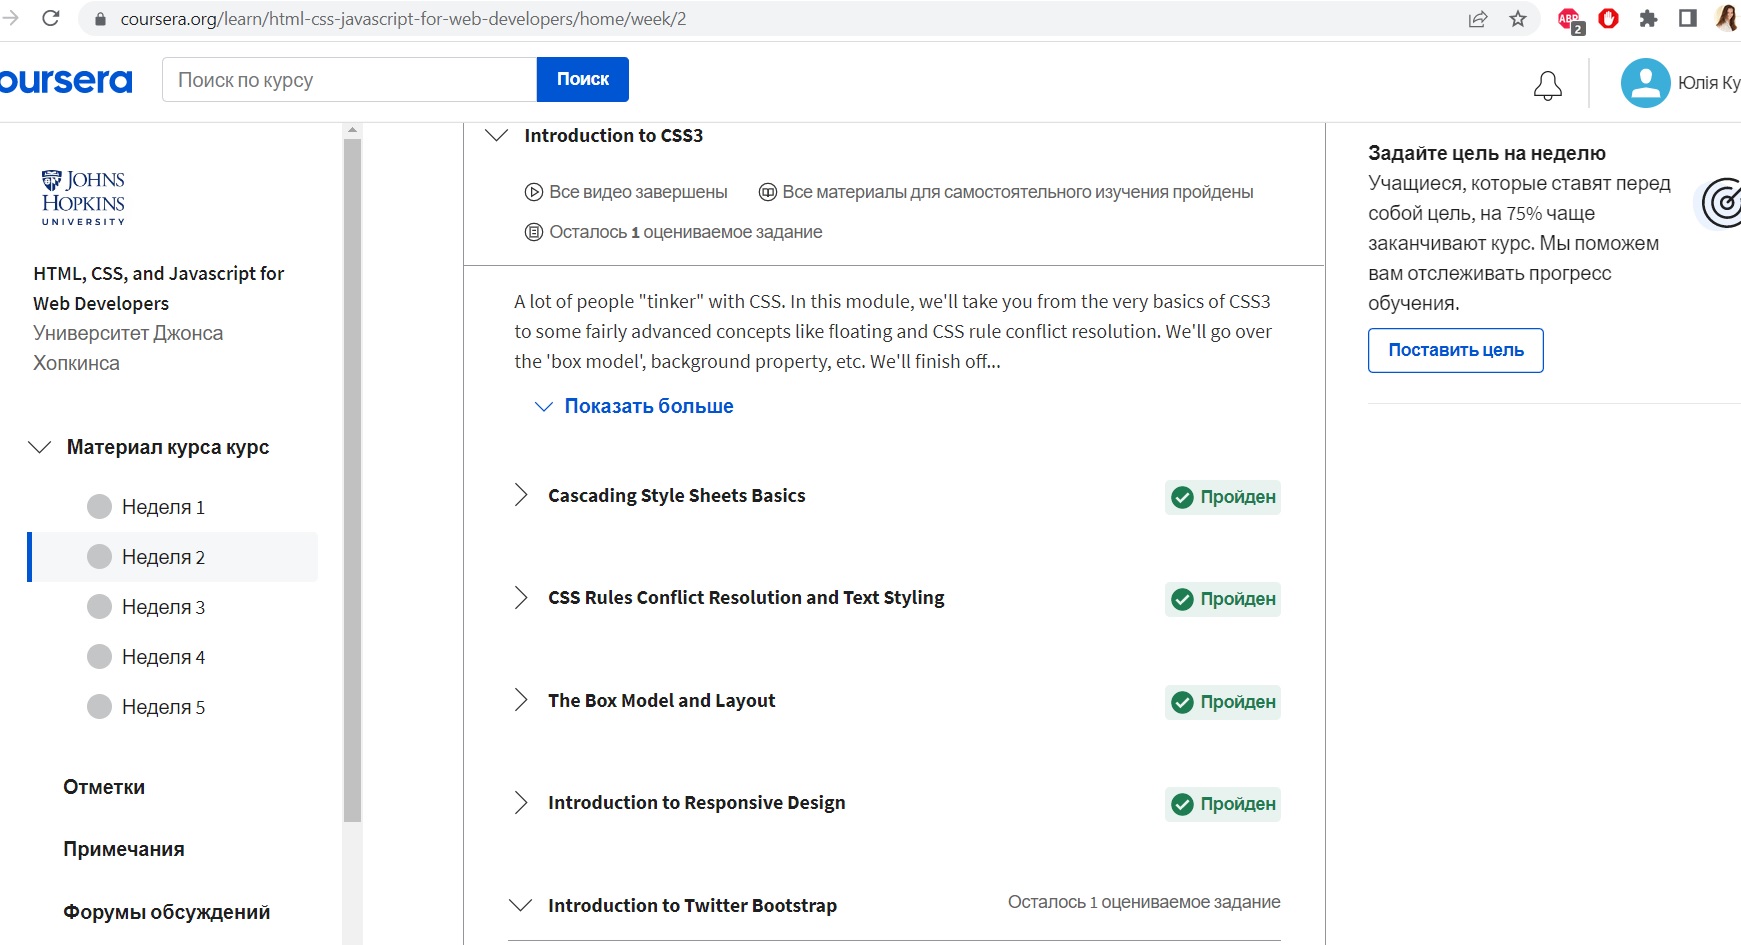 coursera.org/learn/html-css-javascript-for-web-developers/home/week/2
ABP
2
oursera
Поиск по курсу
Поиск
Юлія Ку
JOHNS
HOPKINS
UNIVERSITY
HTML, CSS, and Javascript for
Web Developers
Университет Джонса
Хопкинса
Материал курса курс
Неделя 1
Неделя 2
Неделя 3
Неделя 4
Неделя 5
Отметки
Примечания
Форумы обсуждений
Introduction to CSS3
Все видео завершены
Все материалы для самостоятельного изучения пройдены
Осталось 1 оцениваемое задание
A lot of people "tinker" with CSS. In this module, we'll take you from the very basics of CSS3
to some fairly advanced concepts like floating and CSS rule conflict resolution. We'll go over
the 'box model', background property, etc. We'll finish off...
Показать больше
Cascading Style Sheets Basics
Пройден
CSS Rules Conflict Resolution and Text Styling
Пройден
The Box Model and Layout
Пройден
Introduction to Responsive Design
Пройден
Introduction to Twitter Bootstrap
Осталось 1 оцениваемое задание
Задайте цель на неделю
Учащиеся, которые ставят перед
собой цель, на 75% чаще
заканчивают курс. Мы поможем
вам отслеживать прогресс
обучения.
Поставить цель